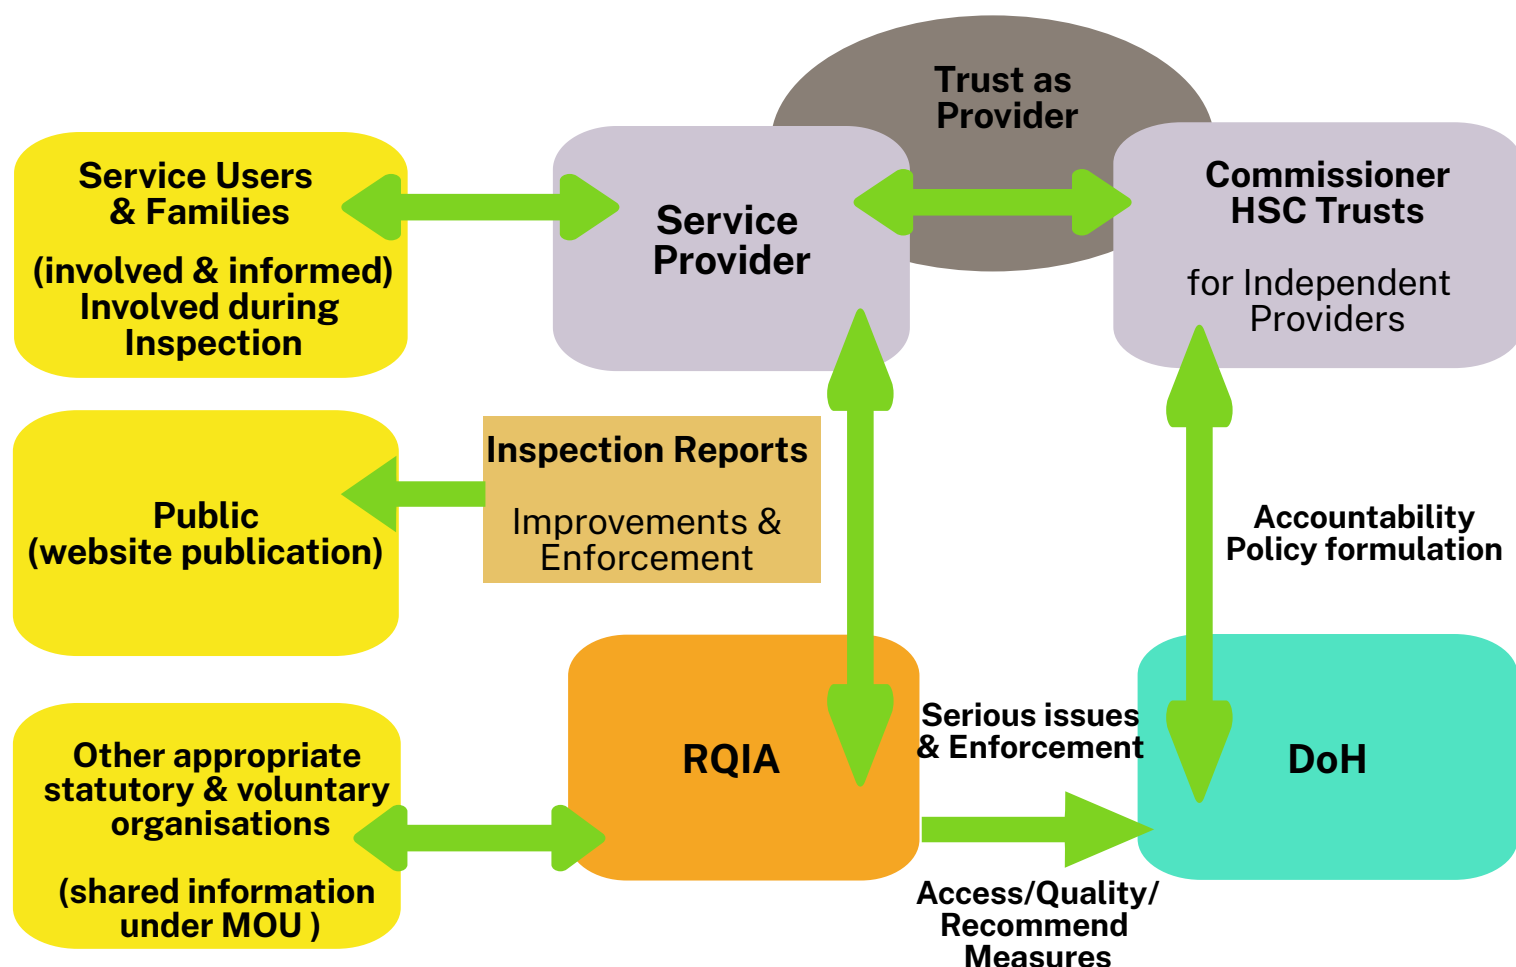 Trust as
Provider
Service Users
& Families
(involved & informed)
Involved during
Inspection
Service
Provider
Commissioner
HSC Trusts
for Independent
Providers
Public
(website publication)
Inspection Reports
Improvements &
Enforcement
Accountability
Policy formulation
Other appropriate
statutory & voluntary
organisations
(shared information
under MOU )
RQIA
Serious issues
& Enforcement
Access/Quality/
Recommend
Measures
DoH